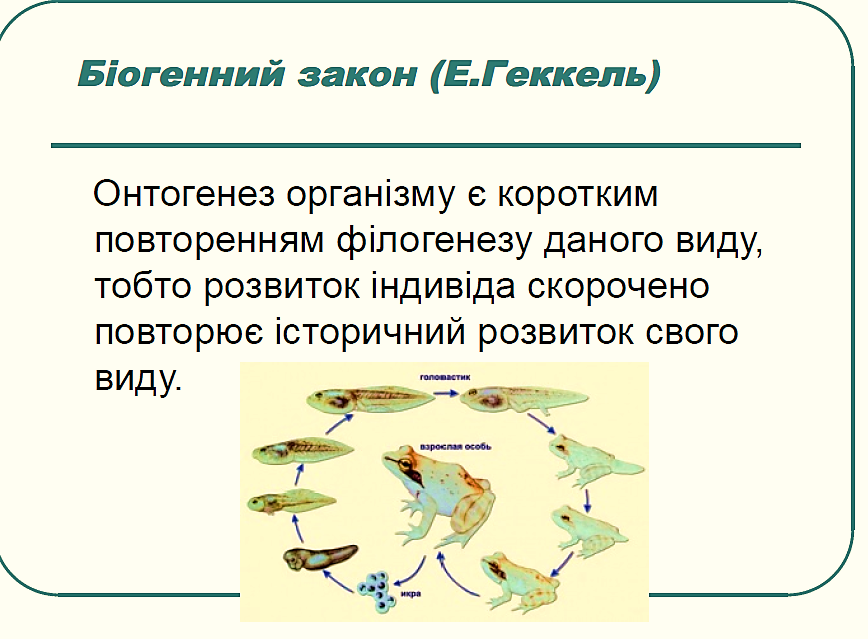 Біогенний закон (Е.Геккель)
Онтогенез організму є коротким
повторенням філогенезу даного виду,
тобто розвиток індивіда скорочено
повторює історичний розвиток свого
виду.
головастик
взрослая особь
икра